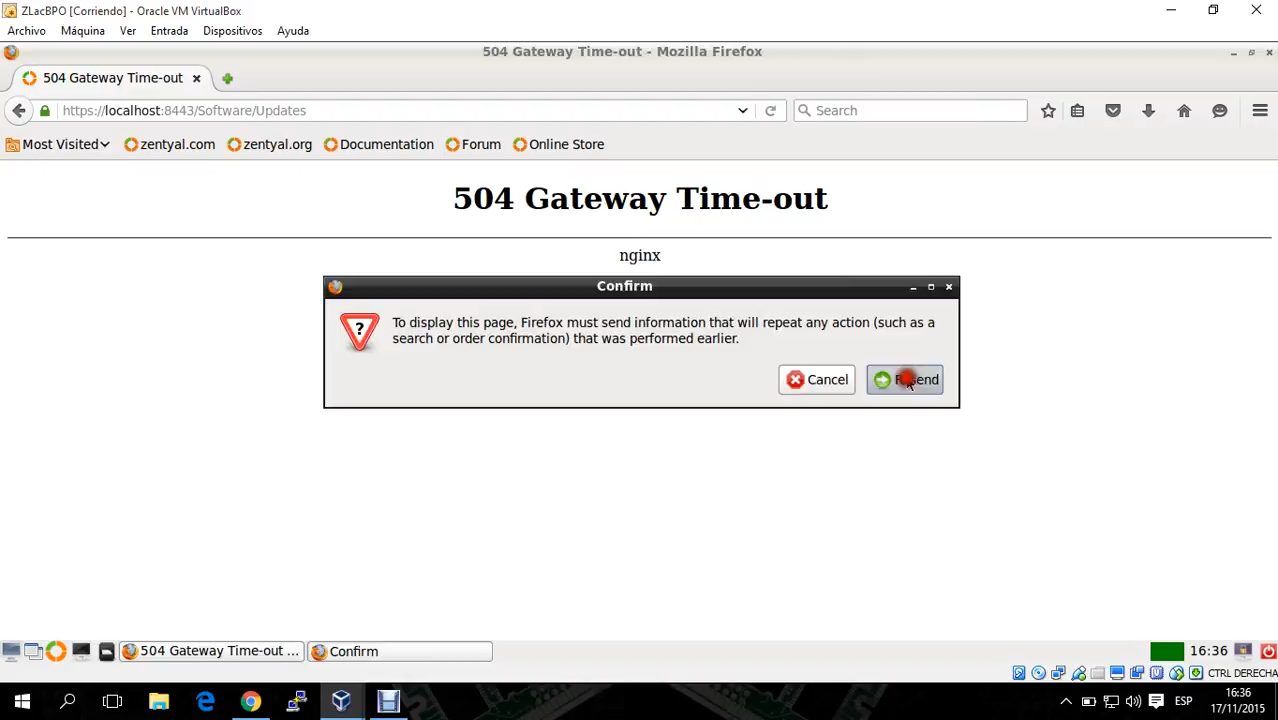 ZLacBPO [Corriendo] - Oracle VM VirtualBox
Archivo Máquina Ver Entrada Dispositivos Ayuda
504 Gateway Time-out - Mozilla Firefox
504 Gateway Time-out
https://localhost:8443/Software/Updates
Search
Most Visited zentyal.com zentyal.org Documentation Forum Online Store
504 Gateway Time-out
nginx
Confirm
To display this page, Firefox must send information that will repeat any action (such as a
search or order confirmation) that was performed earlier.
Cancel
504 Gateway Time-out ... Confirm 16:36
CTRL DERECHA
ESP 16:36
17/11/2015